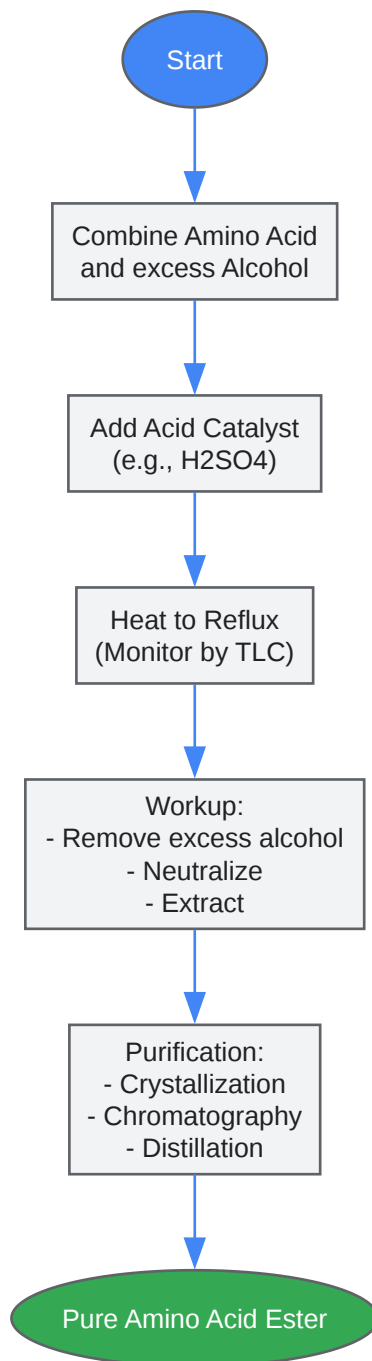 Start
Combine Amino Acid
and excess Alcohol
Add Acid Catalyst
(e.g., H2SO4)
Heat to Reflux
(Monitor by TLC)
Workup:
- Remove excess alcohol
- Neutralize
- Extract
Purification:
- Crystallization
- Chromatography
- Distillation
Pure Amino Acid Ester